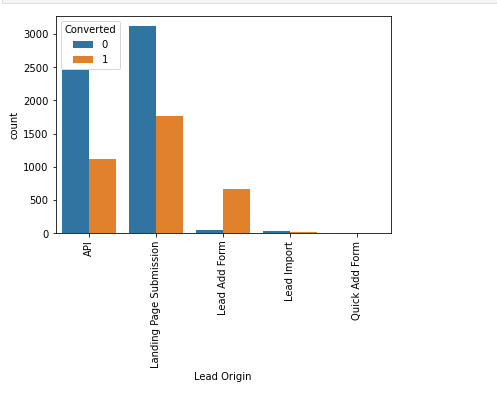 Converted
0
1
3000
2500
2000
1500
1000
500
0
count
API
Landing Page Submission
Lead Add Form
Lead Import
Quick Add Form
Lead Origin